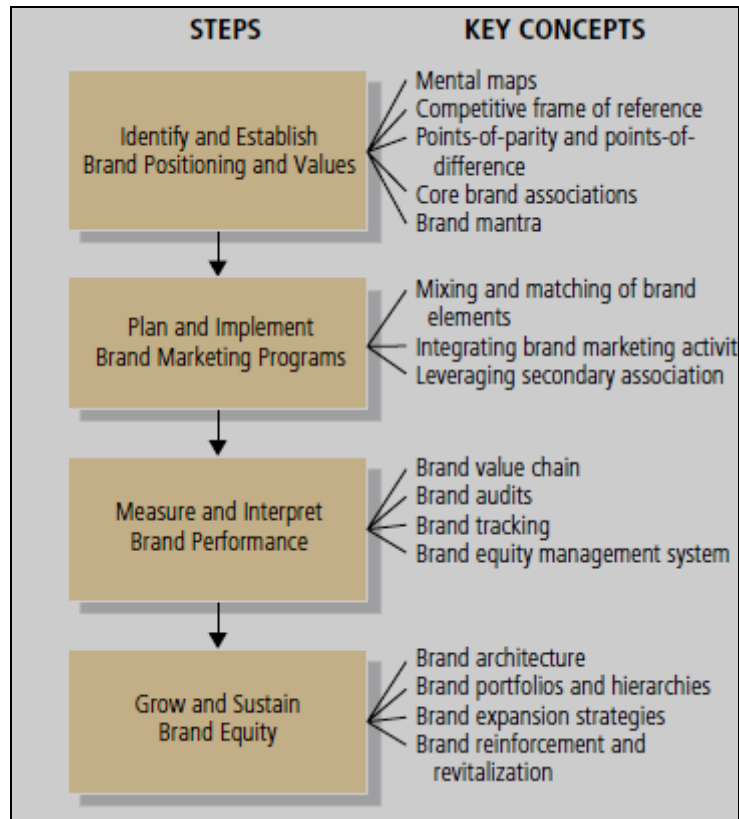 STEPS
KEY CONCEPTS
Identify and Establish
Brand Positioning and Values
Mental maps
Competitive frame of reference
Points-of-parity and points-of-
difference
Core brand associations
Brand mantra
Plan and Implement
Brand Marketing Programs
Mixing and matching of brand
elements
Integrating brand marketing activit
Leveraging secondary association
Measure and Interpret
Brand Performance
Brand value chain
Brand audits
Brand tracking
Brand equity management system
Grow and Sustain
Brand Equity
Brand architecture
Brand portfolios and hierarchies
Brand expansion strategies
Brand reinforcement and
revitalization